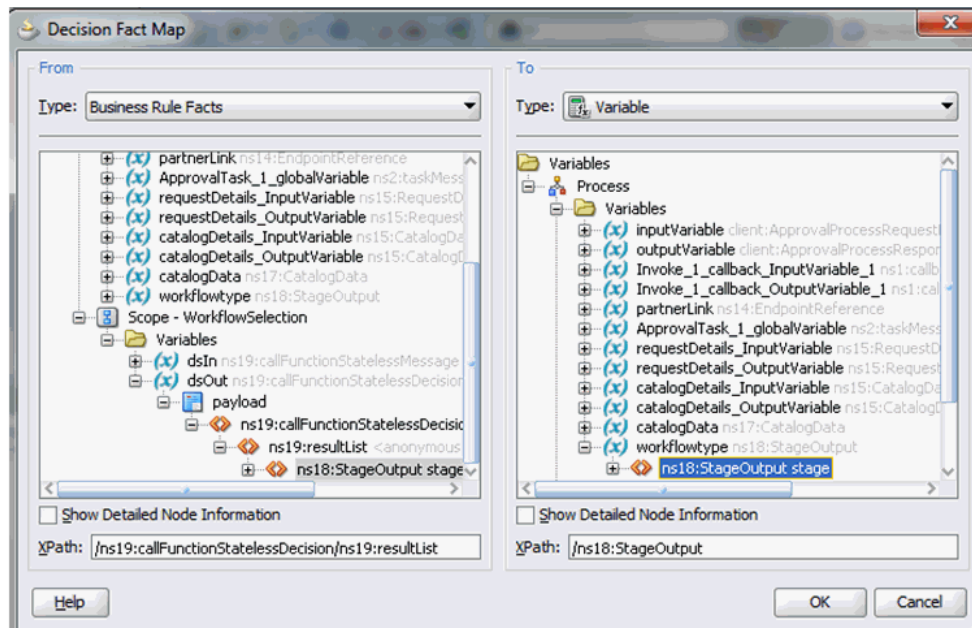 Decision Fact Map
From
Type: Business Rule Facts
partnerLink ns14:EndpointReference
ApprovalTask_1_globalVariable ns2:taskMess
requestDetails_InputVariable ns15:RequestD
requestDetails_OutputVariable ns15:Request
catalogDetails_InputVariable ns15:CatalogDa
catalogDetails_OutputVariable ns15:Catalog
catalogData ns17:CatalogData
workflowtype ns18:StageOutput
Scope - WorkflowSelection
Variables
dsIn ns19:callFunctionStatelessMessage
dsOut ns19:callFunctionStatelessDecision
payload
ns19:callFunctionStatelessDecisio
ns19:resultList <anonymous
ns18:StageOutput stage
Show Detailed Node Information
XPath: /ns19:callFunctionStatelessDecision/ns19:resultList
To
Type: Variable
Variables
Process
Variables
inputVariable client:ApprovalProcessRequest
outputVariable client:ApprovalProcessRespor
Invoke_1_callback_InputVariable_1 ns1:callb
Invoke_1_callback_OutputVariable_1 ns1:cal
partnerLink ns14:EndpointReference
ApprovalTask_1_globalVariable ns2:taskMess
requestDetails_InputVariable ns15:RequestD
requestDetails_OutputVariable ns15:Request
catalogDetails_InputVariable ns15:CatalogDa
catalogDetails_OutputVariable ns15:Catalog
catalogData ns17:CatalogData
workflowtype ns18:StageOutput
ns18:StageOutput stage
Show Detailed Node Information
XPath: /ns18:StageOutput
Help
OK
Cancel